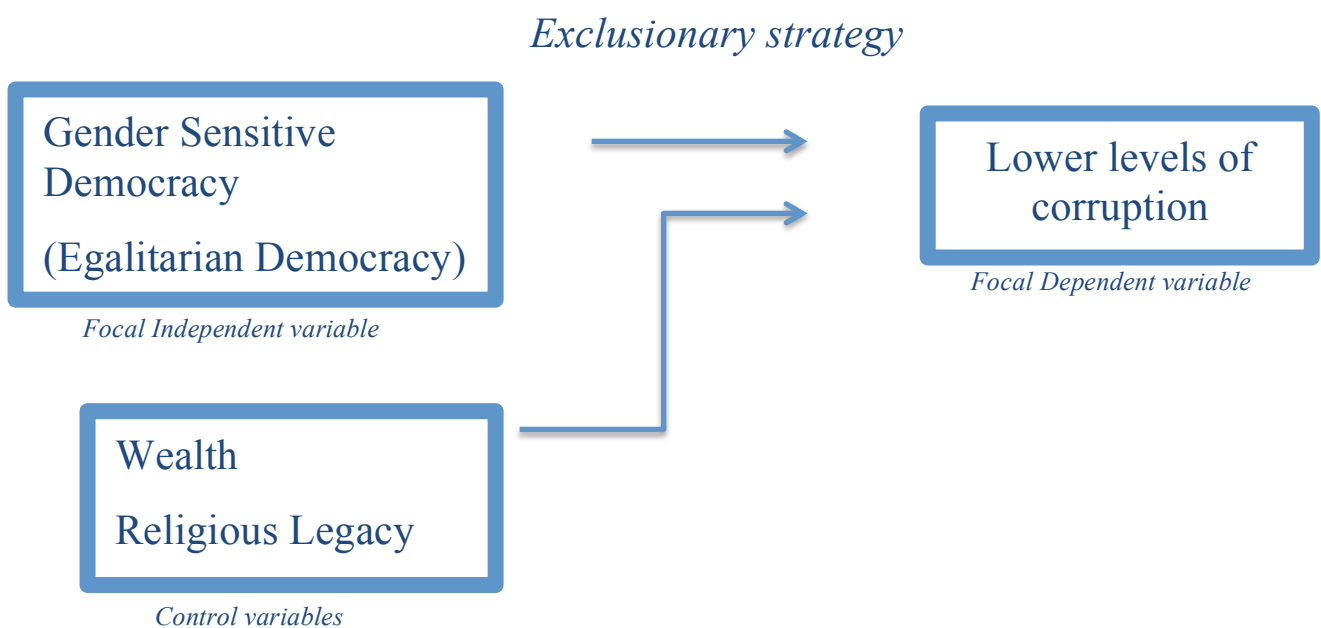 Exclusionary strategy
Gender Sensitive
Democracy
(Egalitarian Democracy)
Focal Independent variable
Lower levels of
corruption
Focal Dependent variable
Wealth
Religious Legacy
Control variables